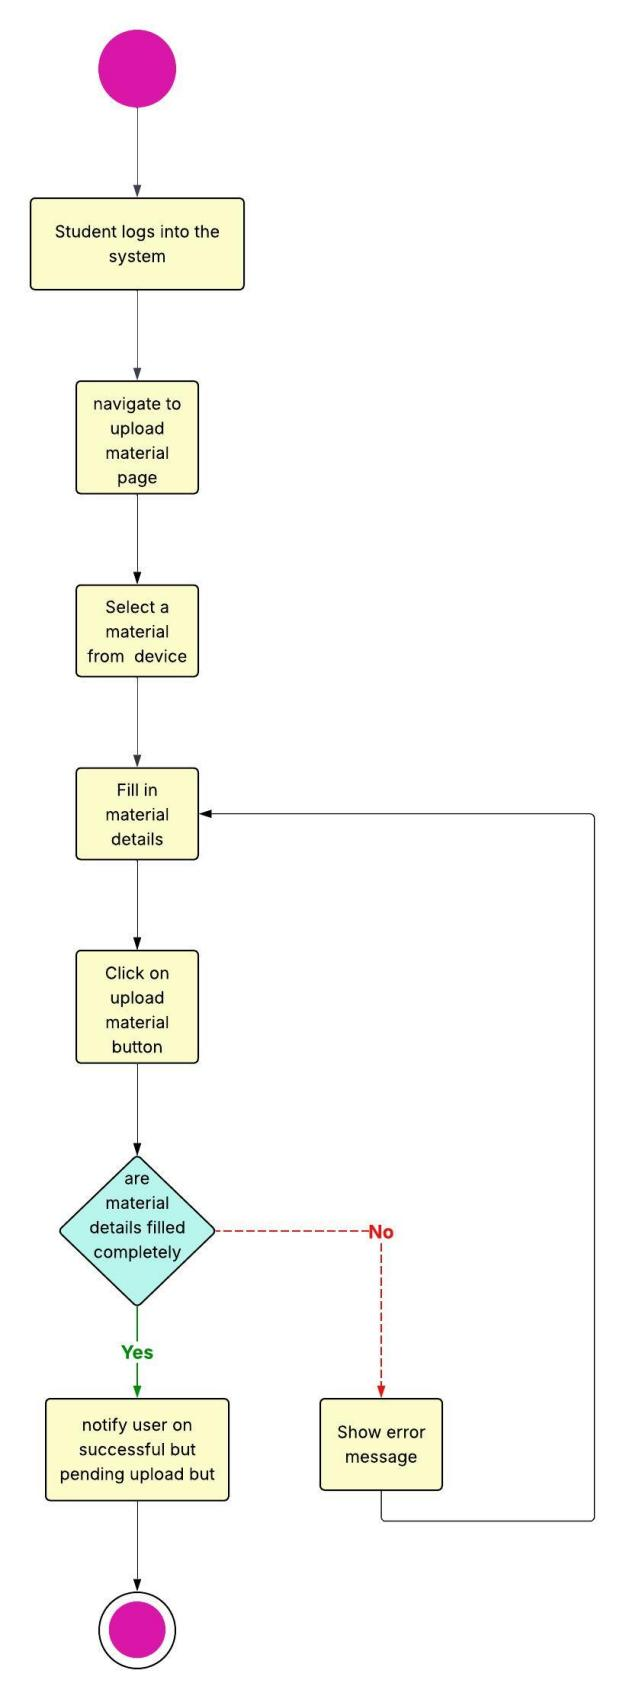 Student logs into the
system
navigate to
upload
material
page
Select a
material
from  device
Fill in
material
details
Click on
upload
material
button
are
material
details filled
completely
No
Yes
notify user on
successful but
pending upload but
Show error
message